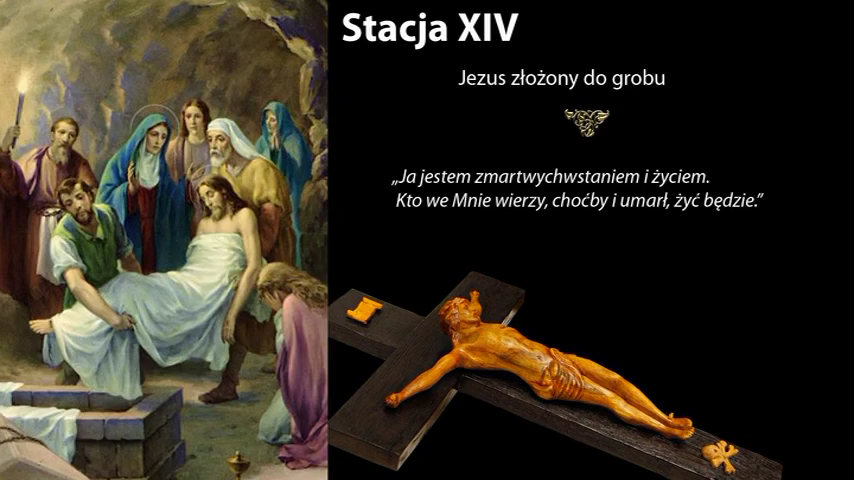 Stacja XIV
Jezus złożony do grobu
„Ja jestem zmartwychwstaniem i życiem.
Kto we Mnie wierzy, choćby i umarł, żyć będzie.”